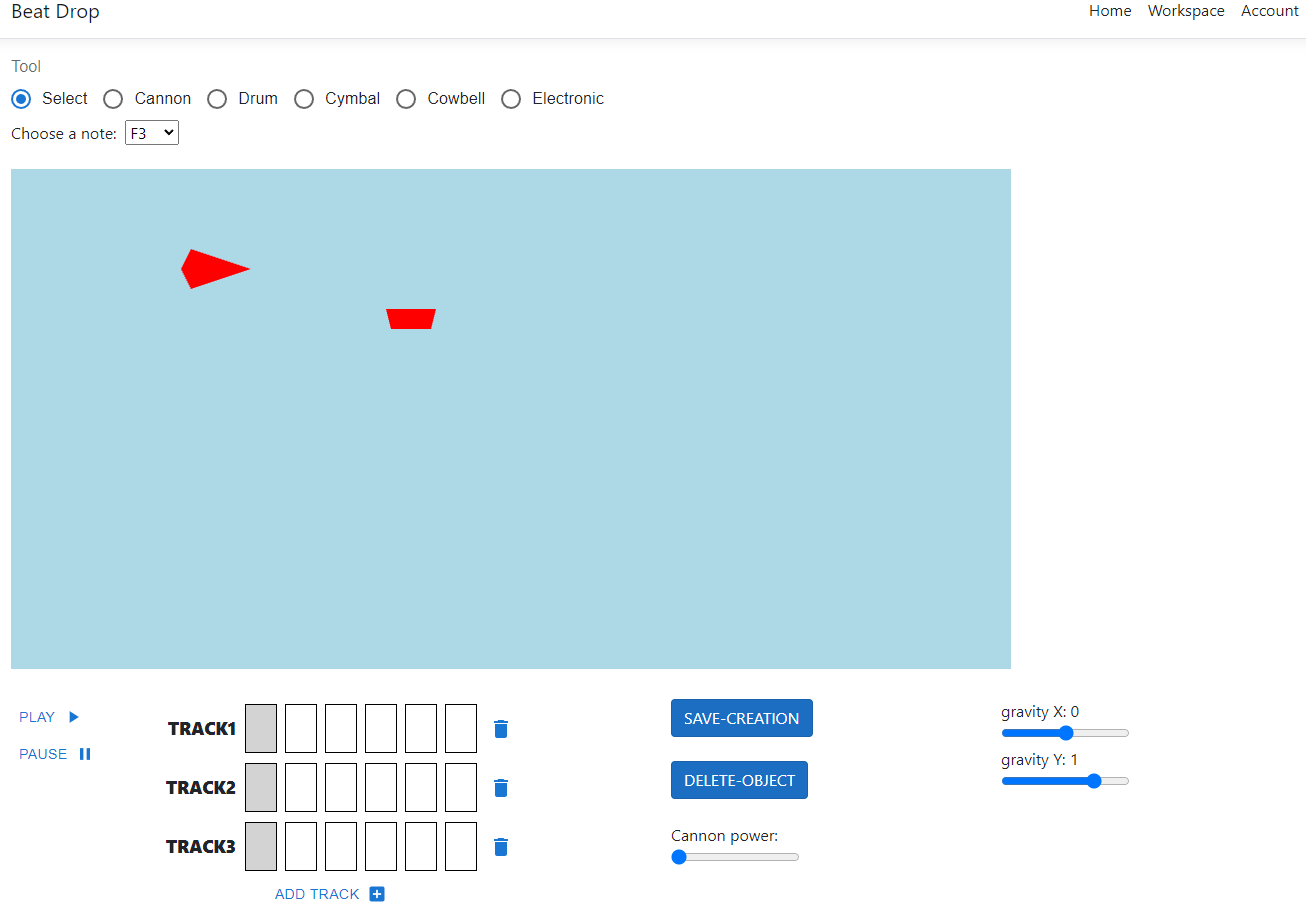 Beat Drop
Home Workspace Account
Tool
Select Cannon Drum Cymbal Cowbell Electronic
Choose a note: F3
PLAY
PAUSE
TRACK1
TRACK2
TRACK3
ADD TRACK
SAVE-CREATION
DELETE-OBJECT
Cannon power:
gravity X: 0
gravity Y: 1